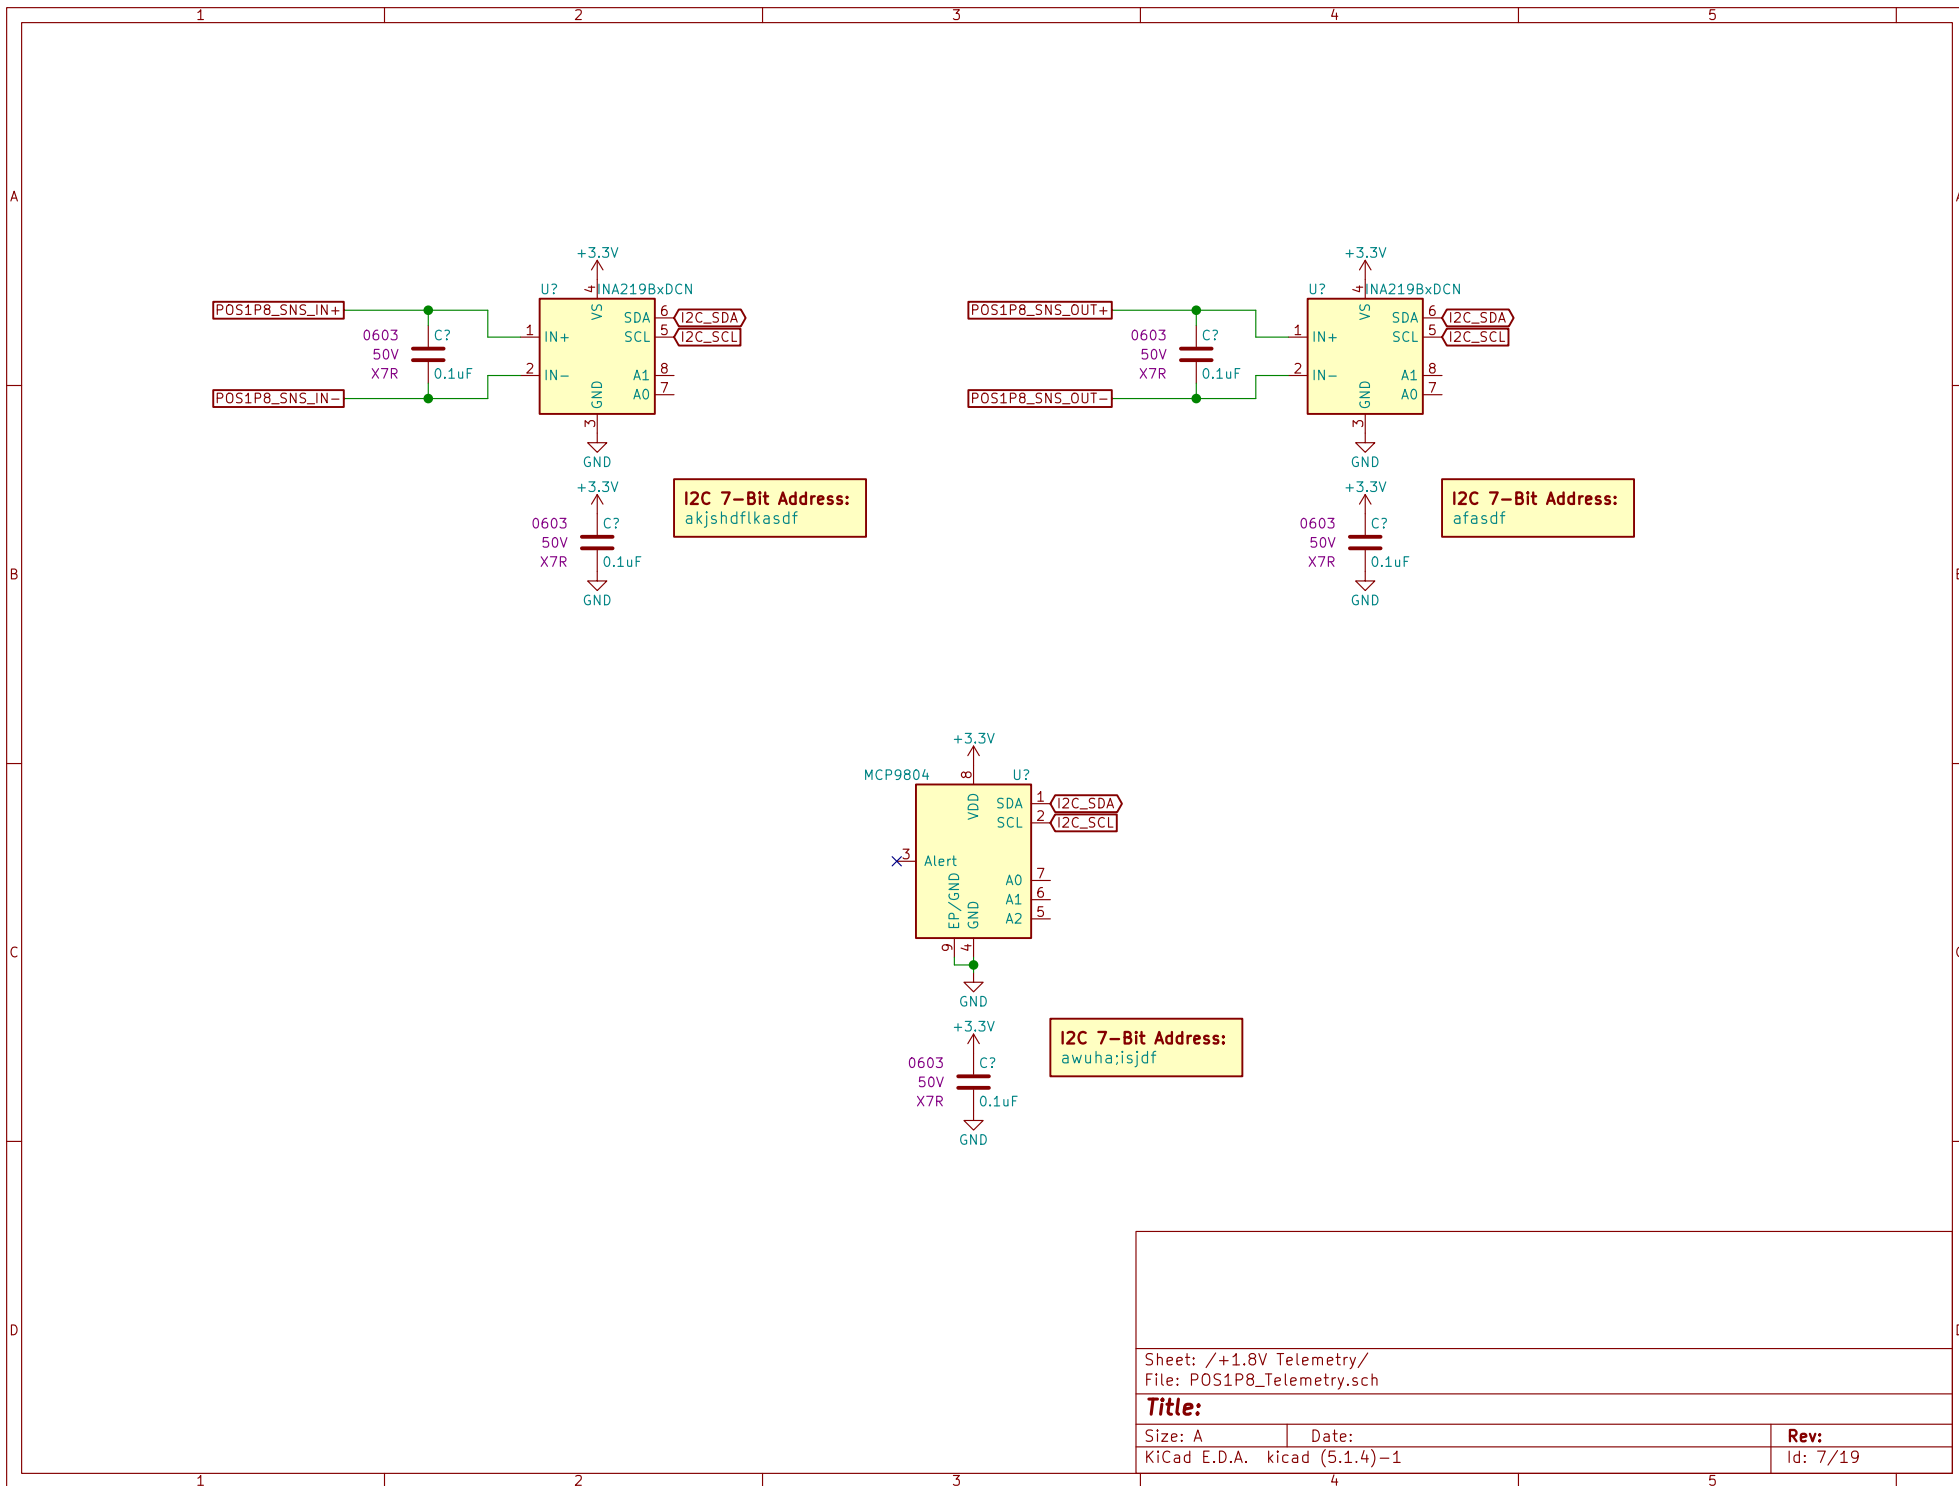 1 2 3 4 5
A
+3.3V
U? 4 INA219BxDCN
POS1P8_SNS_IN+
VS
SDA 6 I2C_SDA
0603 C?
1 IN+ SCL 5 I2C_SCL
50V
X7R 0.1uF
2 IN- A1 8
POS1P8_SNS_IN-
GND A0 7
3
GND
+3.3V
U? 4 INA219BxDCN
POS1P8_SNS_OUT+
VS
SDA 6 I2C_SDA
0603 C?
1 IN+ SCL 5 I2C_SCL
50V
X7R 0.1uF
2 IN- A1 8
POS1P8_SNS_OUT-
GND A0 7
3
GND
+3.3V
0603 C?
50V
X7R 0.1uF
GND
I2C 7-Bit Address:
akjshdflkasdf
+3.3V
0603 C?
50V
X7R 0.1uF
GND
I2C 7-Bit Address:
afasdf
B
+3.3V
MCP9804 8 U?
VDD
SDA 1 I2C_SDA
SCL 2 I2C_SCL
3 Alert
A0 7
A1 6
A2 5
EP/GND GND
9 4
GND
C
+3.3V
0603 C?
50V
X7R 0.1uF
GND
I2C 7-Bit Address:
awuha;isjdf
D
Sheet: /+1.8V Telemetry/
File: POS1P8_Telemetry.sch
Title:
Size: A Date: Rev:
KiCad E.D.A. kicad (5.1.4)-1 Id: 7/19
1 2 3 4 5